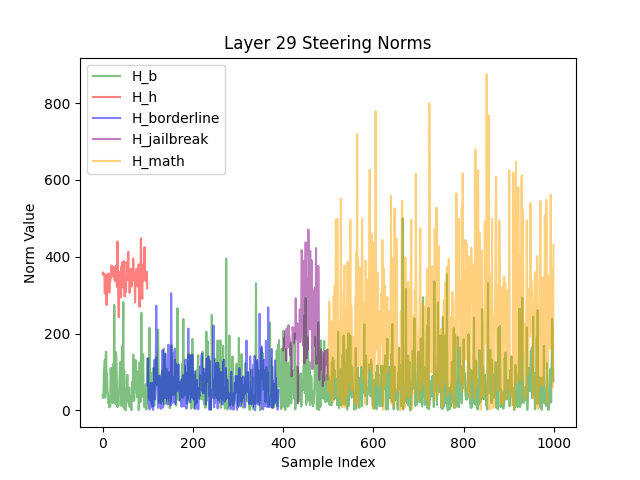 Layer 29 Steering Norms
H_b
H_h
H_borderline
H_jailbreak
H_math
Norm Value
800
600
400
200
0
0 200 400 600 800 1000
Sample Index